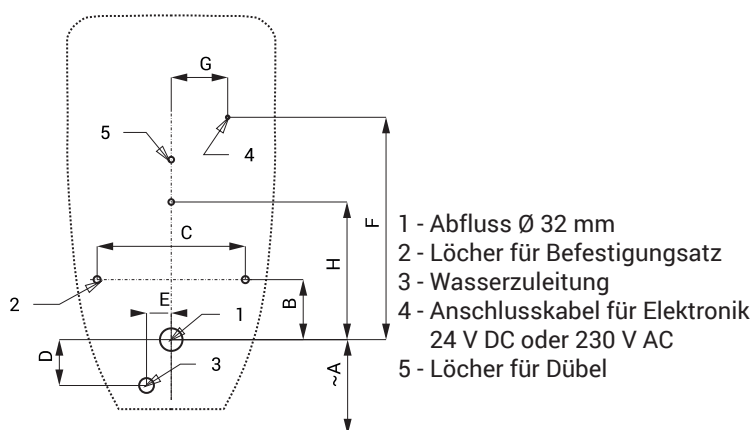 G
5
4
F
C
H
2
B
E
1
D
3
~A
1 - Abfluss Ø 32 mm
2 - Löcher für Befestigungsatz
3 - Wasserzuleitung
4 - Anschlusskabel für Elektronik
24 V DC oder 230 V AC
5 - Löcher für Dübel